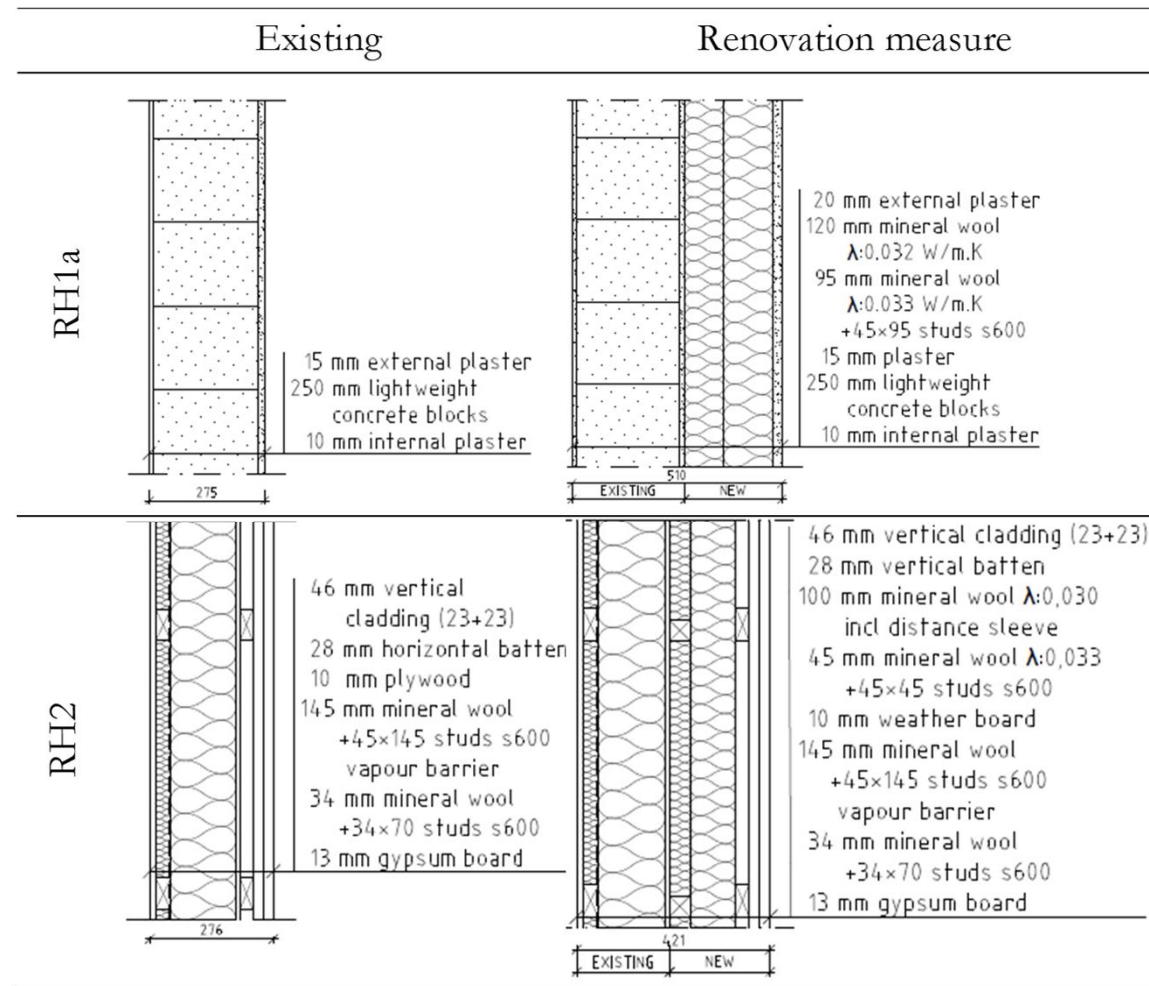 Existing
Renovation measure
RH1a
15 mm external plaster
250 mm lightweight
concrete blocks
10 mm internal plaster
275
20 mm external plaster
120 mm mineral wool
λ:0.032 W/m.K
95 mm mineral wool
λ:0.033 W/m.K
+45×95 studs s600
15 mm plaster
250 mm lightweight
concrete blocks
10 mm internal plaster
510
EXISTING
NEW
RH2
46 mm vertical
cladding (23+23)
28 mm horizontal batten
10 mm plywood
145 mm mineral wool
+45×145 studs s600
vapour barrier
34 mm mineral wool
+34×70 studs s600
13 mm gypsum board
276
46 mm vertical cladding (23+23)
28 mm vertical batten
100 mm mineral wool λ:0,030
incl distance sleeve
45 mm mineral wool λ:0,033
+45×45 studs s600
10 mm weather board
145 mm mineral wool
+45×145 studs s600
vapour barrier
34 mm mineral wool
+34×70 studs s600
13 mm gypsum board
421
EXISTING
NEW